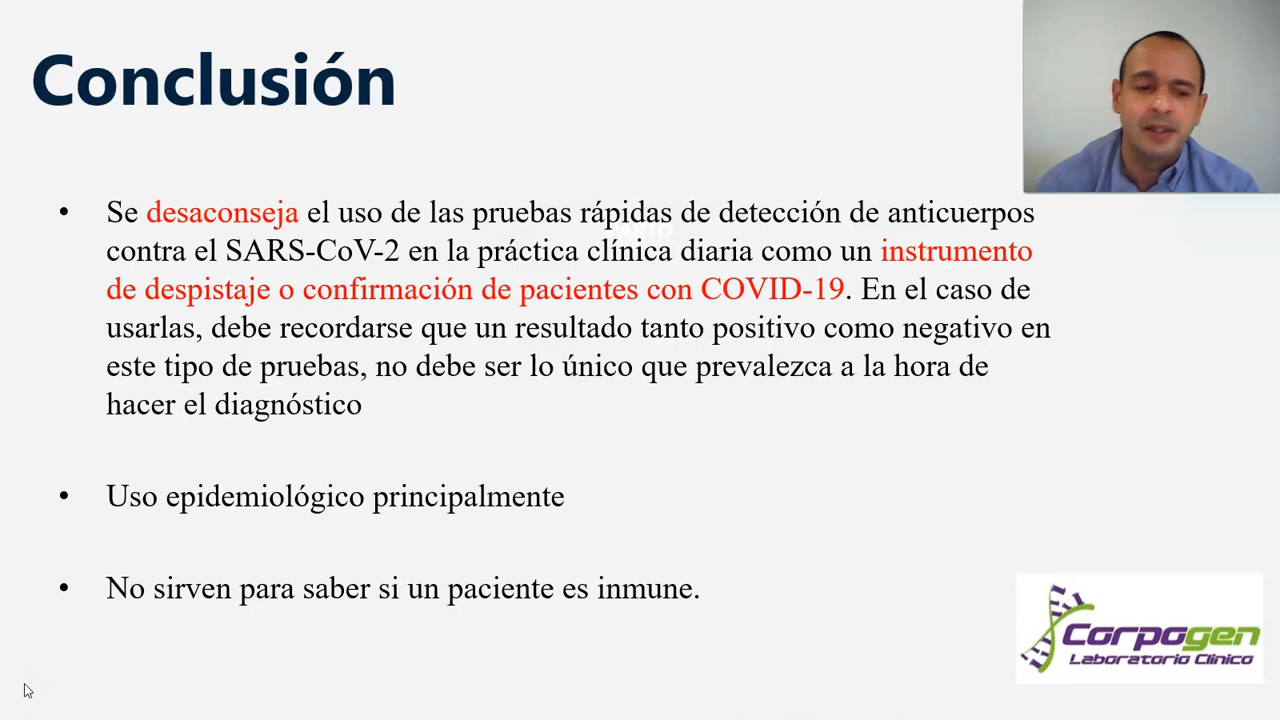 Conclusión
• Se desaconseja el uso de las pruebas rápidas de detección de anticuerpos
contra el SARS-CoV-2 en la práctica clínica diaria como un instrumento
de despistaje o confirmación de pacientes con COVID-19. En el caso de
usarlas, debe recordarse que un resultado tanto positivo como negativo en
este tipo de pruebas, no debe ser lo único que prevalezca a la hora de
hacer el diagnóstico
• Uso epidemiológico principalmente
• No sirven para saber si un paciente es inmune.
Corpogen
Laboratorio Clínico